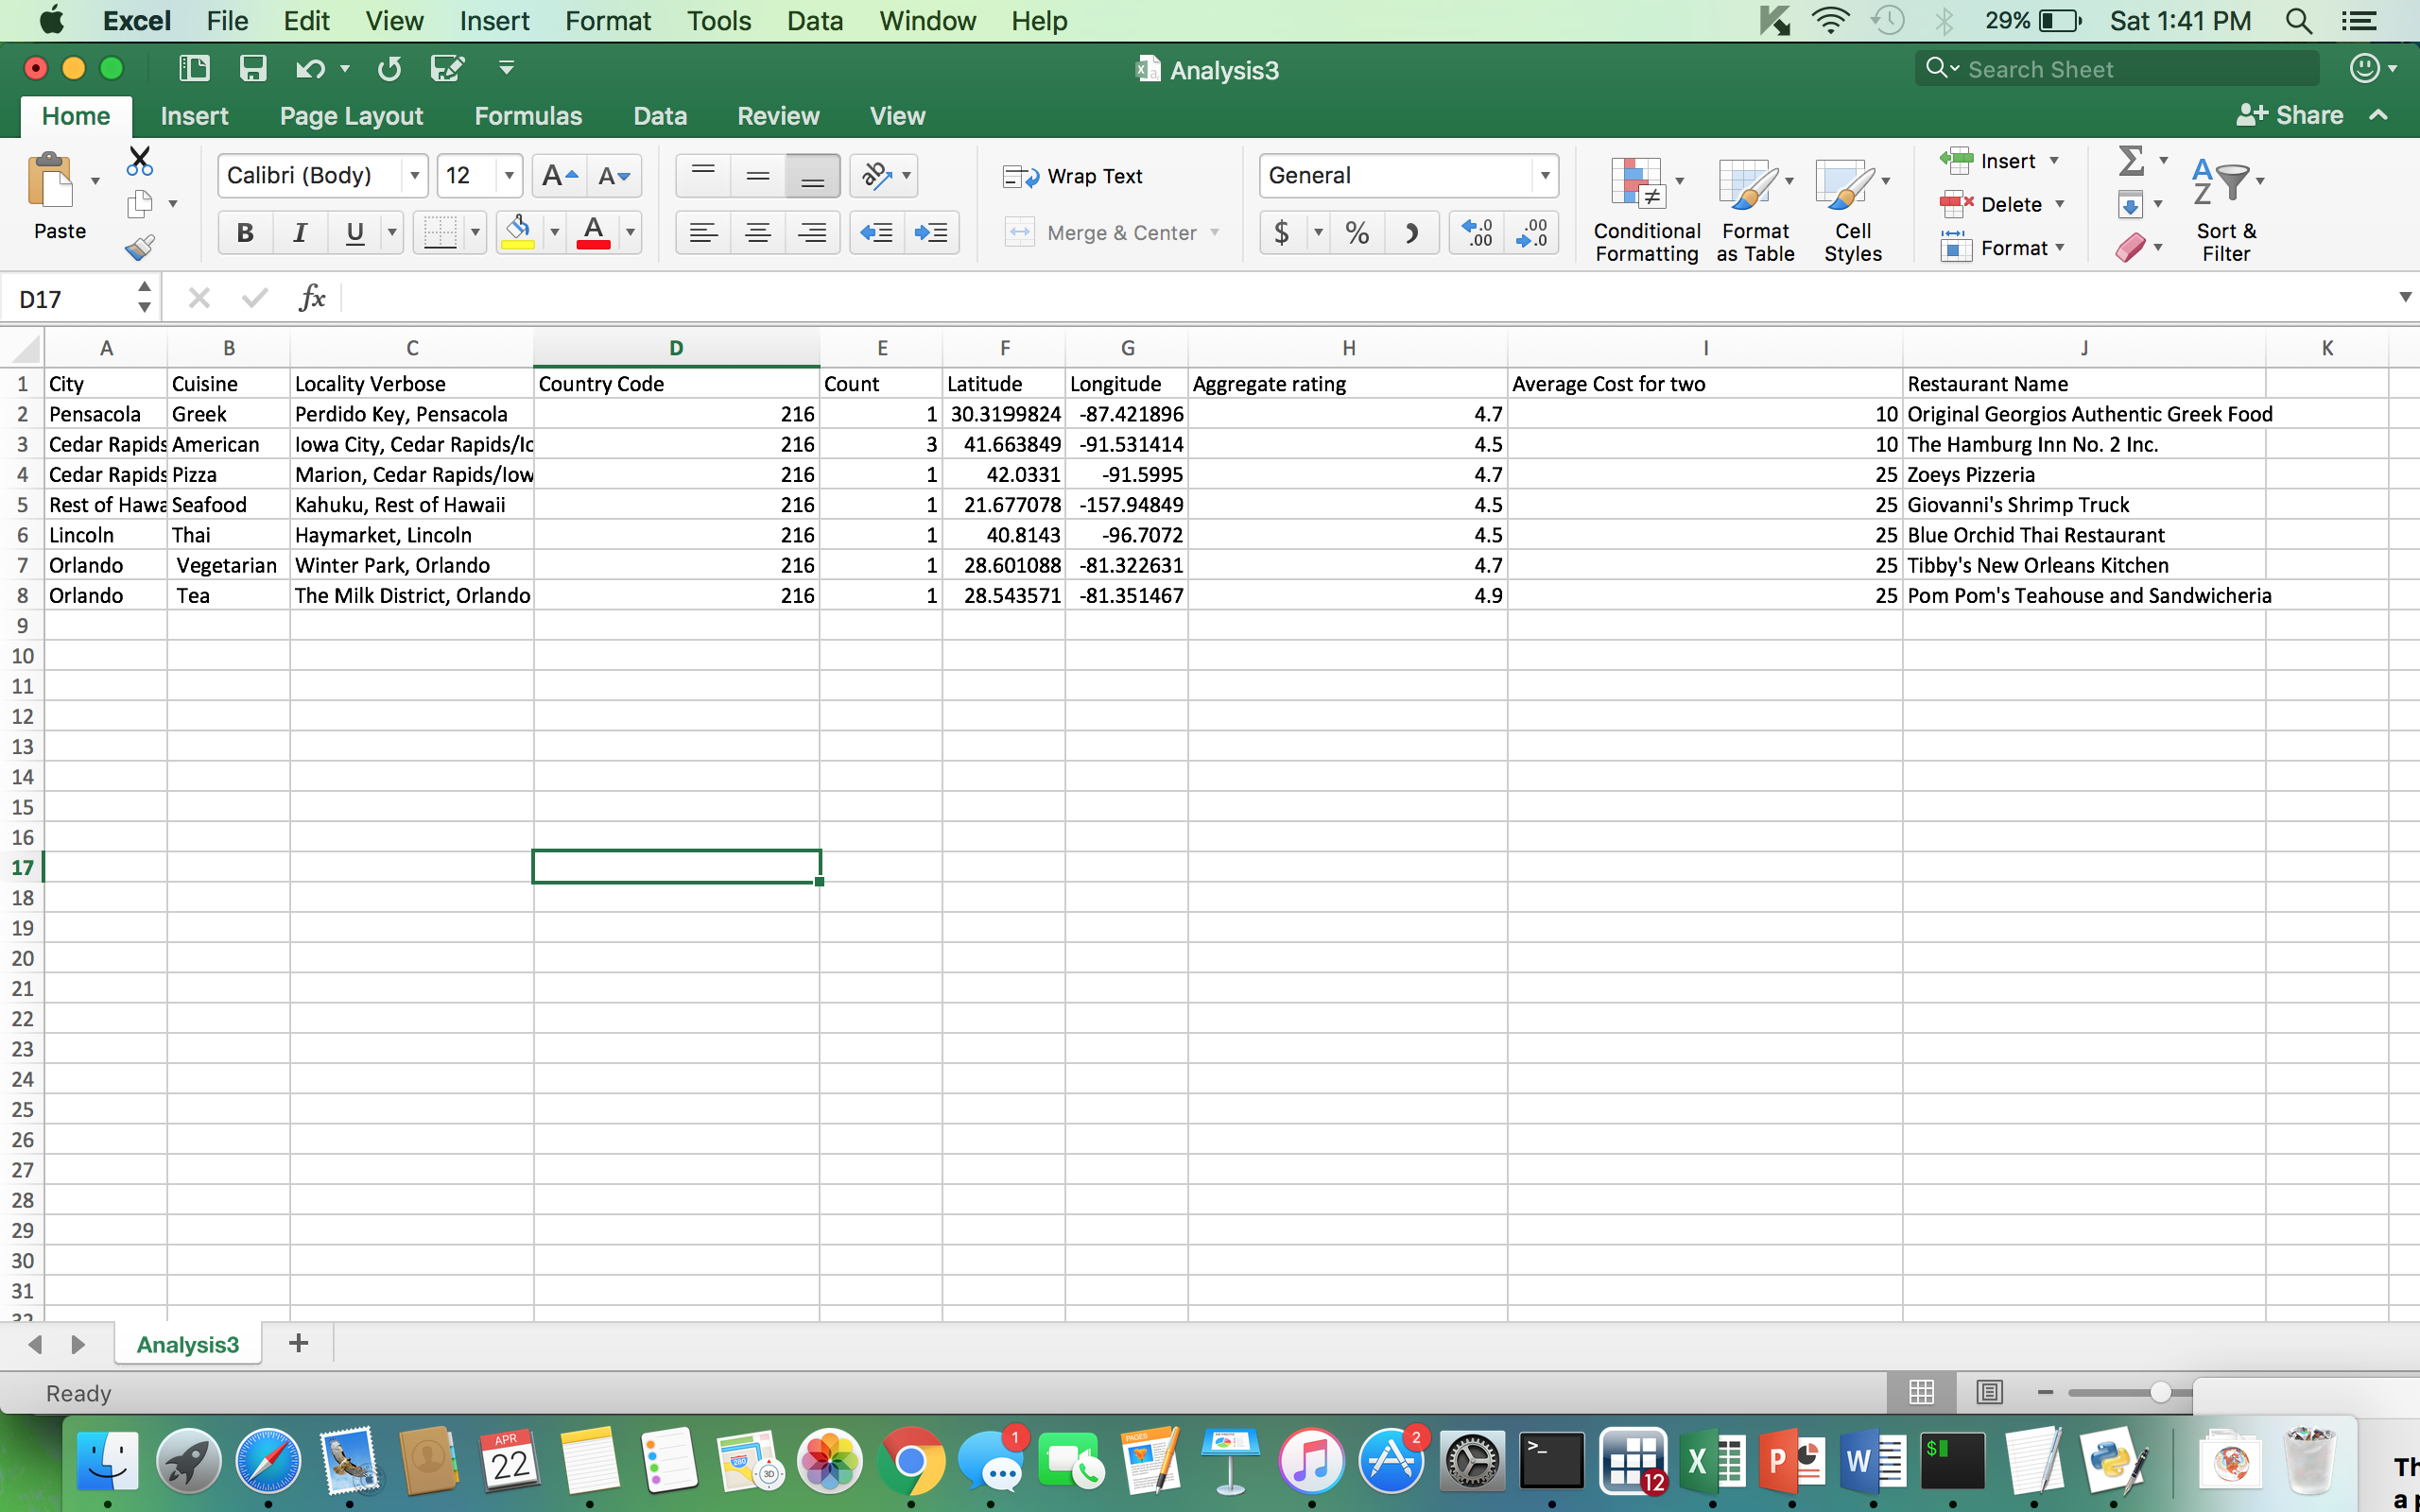 Excel File Edit View Insert Format Tools Data Window Help 29% Sat 1:41 PM
Analysis3 Search Sheet
Home Insert Page Layout Formulas Data Review View Share
Paste Calibri (Body) 12 Wrap Text General Insert
B I U Merge & Center $ % Conditional Formatting Format as Table Cell Styles Delete Format Sort & Filter
D17 fx
A B C D E F G H I J K
1 City Cuisine Locality Verbose Country Code Count Latitude Longitude Aggregate rating Average Cost for two Restaurant Name
2 Pensacola Greek Perdido Key, Pensacola 216 1 30.3199824 -87.421896 4.7 10 Original Georgios Authentic Greek Food
3 Cedar Rapids American Iowa City, Cedar Rapids/Ic 216 3 41.663849 -91.531414 4.5 10 The Hamburg Inn No. 2 Inc.
4 Cedar Rapids Pizza Marion, Cedar Rapids/Iow 216 1 42.0331 -91.5995 4.7 25 Zoeys Pizzeria
5 Rest of Hawa Seafood Kahuku, Rest of Hawaii 216 1 21.677078 -157.94849 4.5 25 Giovanni's Shrimp Truck
6 Lincoln Thai Haymarket, Lincoln 216 1 40.8143 -96.7072 4.5 25 Blue Orchid Thai Restaurant
7 Orlando Vegetarian Winter Park, Orlando 216 1 28.601088 -81.322631 4.7 25 Tibby's New Orleans Kitchen
8 Orlando Tea The Milk District, Orlando 216 1 28.543571 -81.351467 4.9 25 Pom Pom's Teahouse and Sandwicheria
9
10
11
12
13
14
15
16
17
18
19
20
21
22
23
24
25
26
27
28
29
30
31
32
Analysis3 +
Ready
APR 22 1 2 12
Th
a p